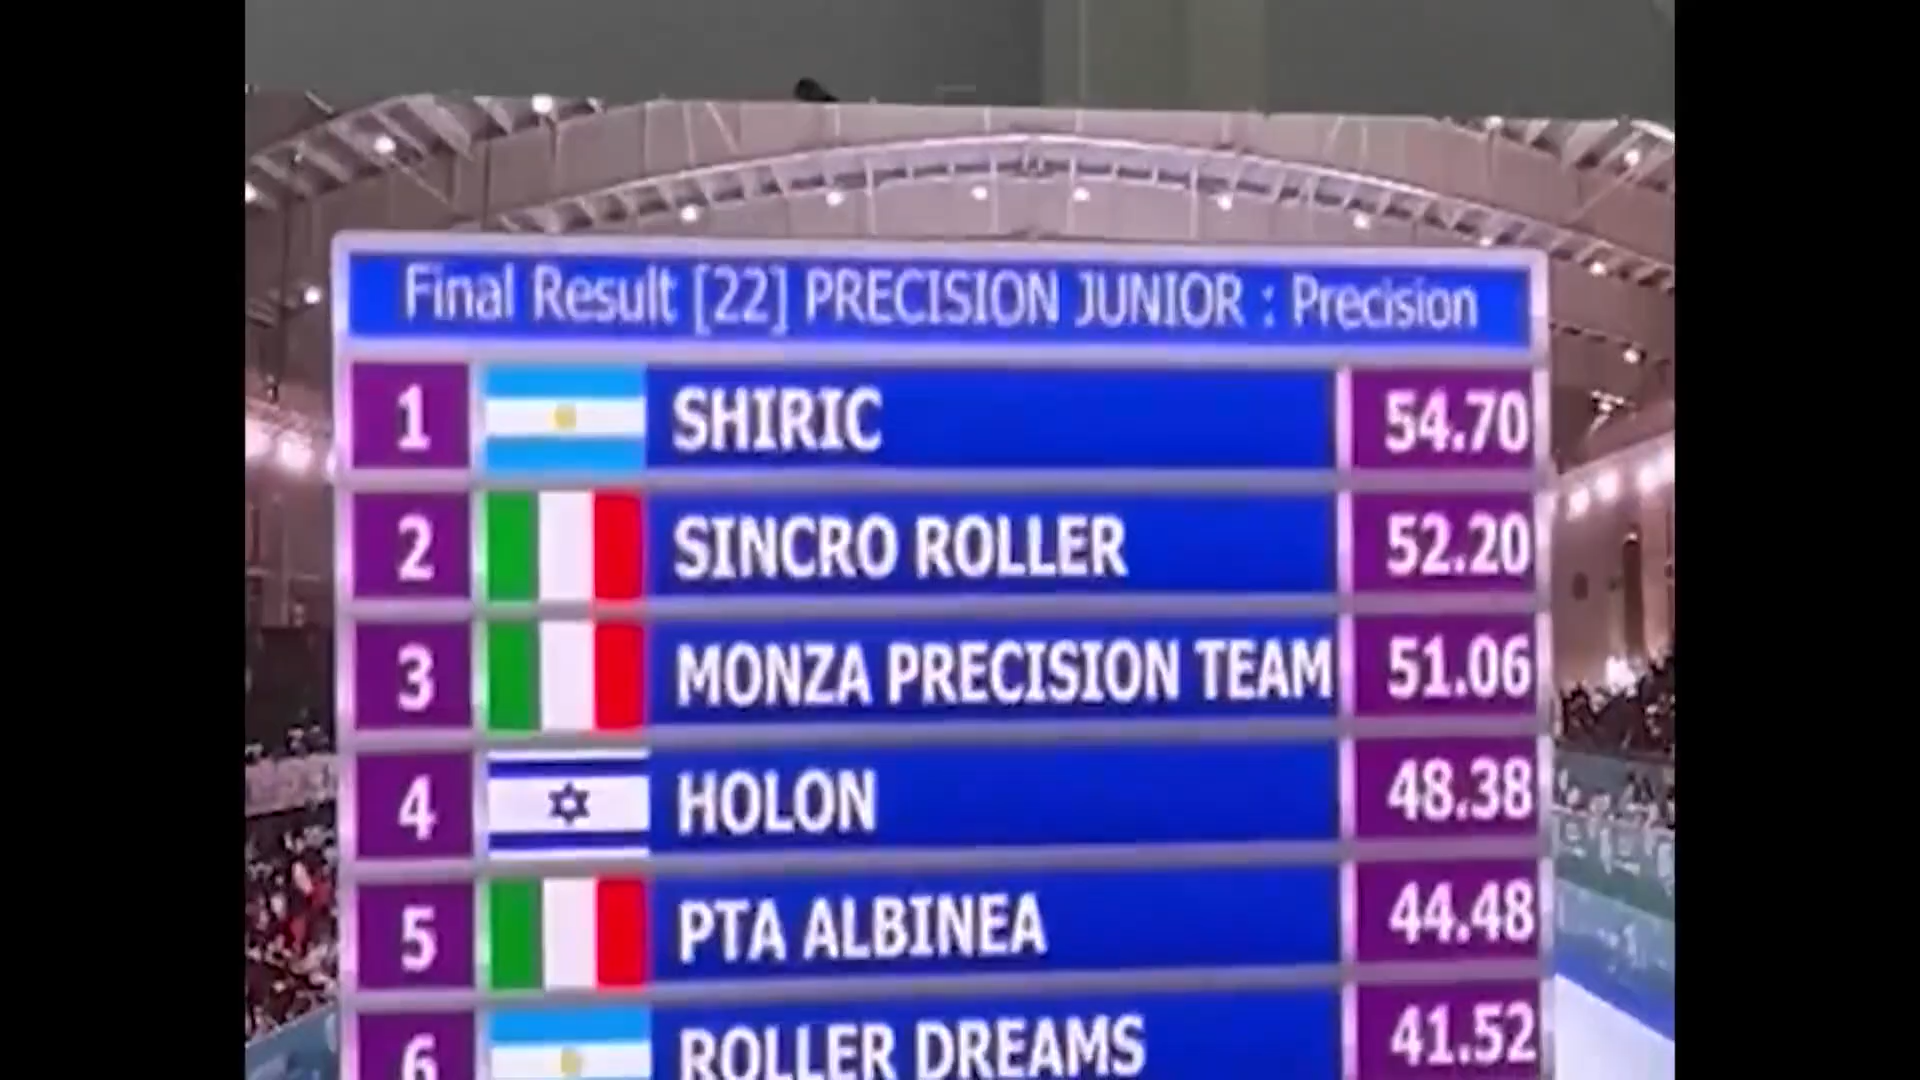 Final Result [22] PRECISION JUNIOR : Precision
1 SHIRIC 54.70
2 SINCRO ROLLER 52.20
3 MONZA PRECISION TEAM 51.06
4 HOLON 48.38
5 PTA ALBINEA 44.48
6 ROLLER DREAMS 41.52